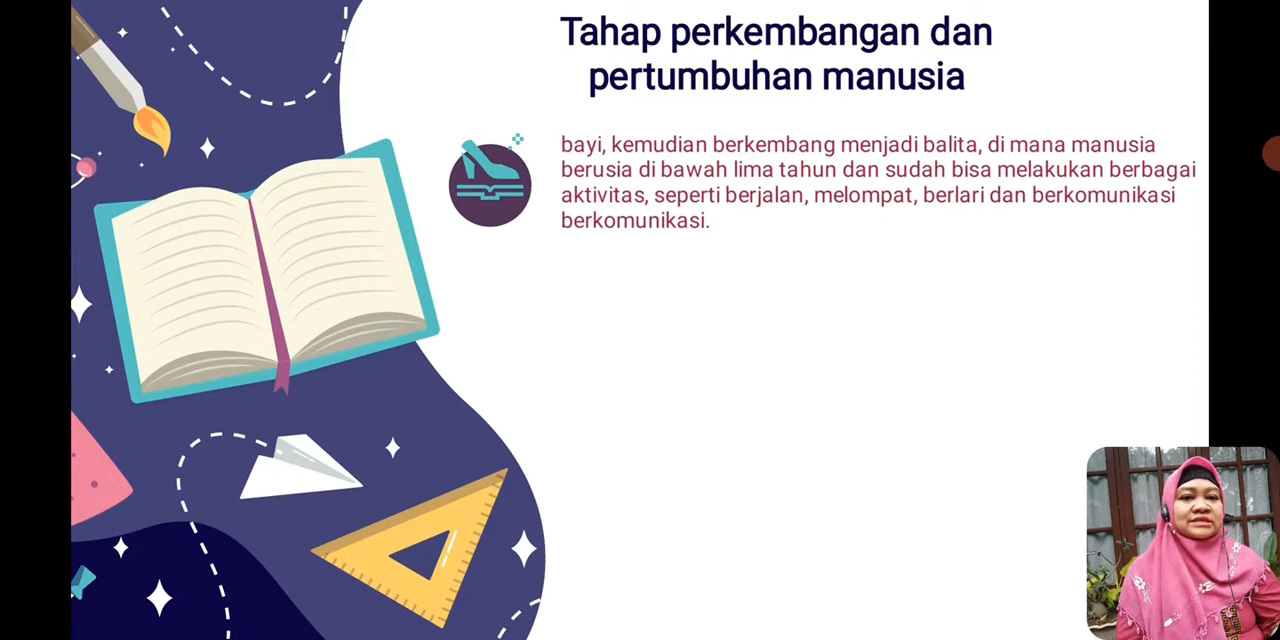 Tahap perkembangan dan
pertumbuhan manusia
bayi, kemudian berkembang menjadi balita, di mana manusia
berusia di bawah lima tahun dan sudah bisa melakukan berbagai
aktivitas, seperti berjalan, melompat, berlari dan berkomunikasi
berkomunikasi.